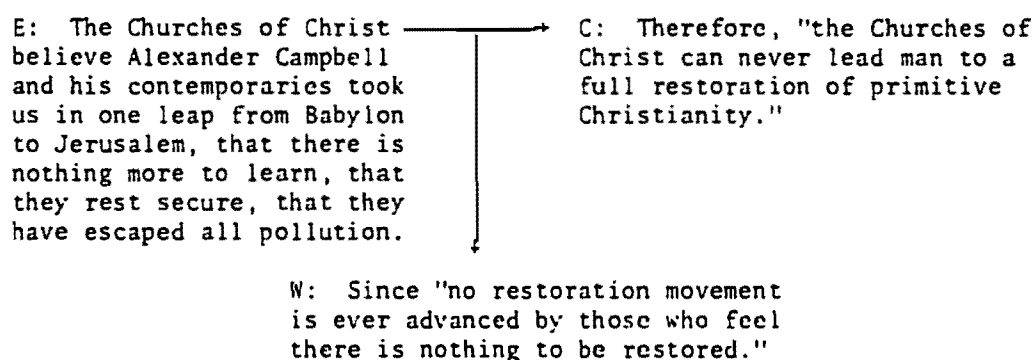 E: The Churches of Christ
believe Alexander Campbell
and his contemporaries took
us in one leap from Babylon
to Jerusalem, that there is
nothing more to learn, that
they rest secure, that they
have escaped all pollution.
C: Therefore, "the Churches of
Christ can never lead man to a
full restoration of primitive
Christianity."
W: Since "no restoration movement
is ever advanced by those who feel
there is nothing to be restored."